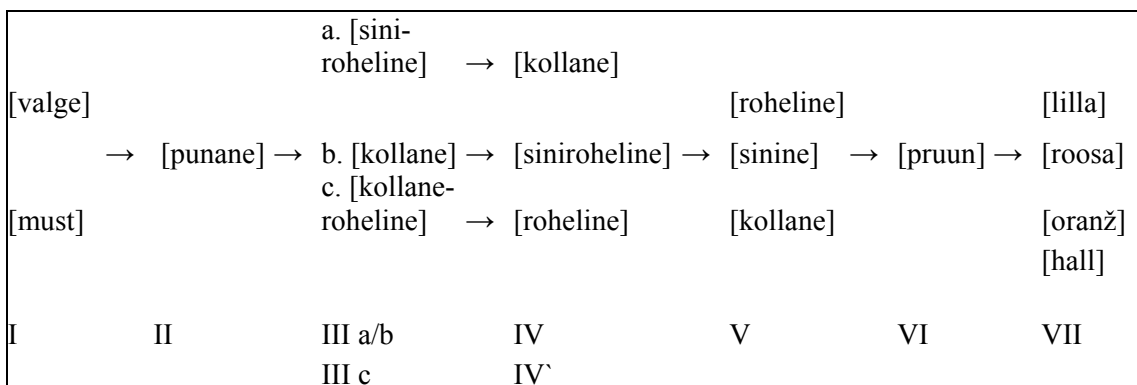 a. [sini-
roheline] → [kollane]
[valge] [roheline] [lilla]
→ [punane] → b. [kollane] → [siniroheline] → [sinine] → [pruun] → [roosa]
c. [kollane-
[must] roheline] → [roheline] [kollane] [oranž]
[hall]
I II III a/b IV V VI VII
III c IV`